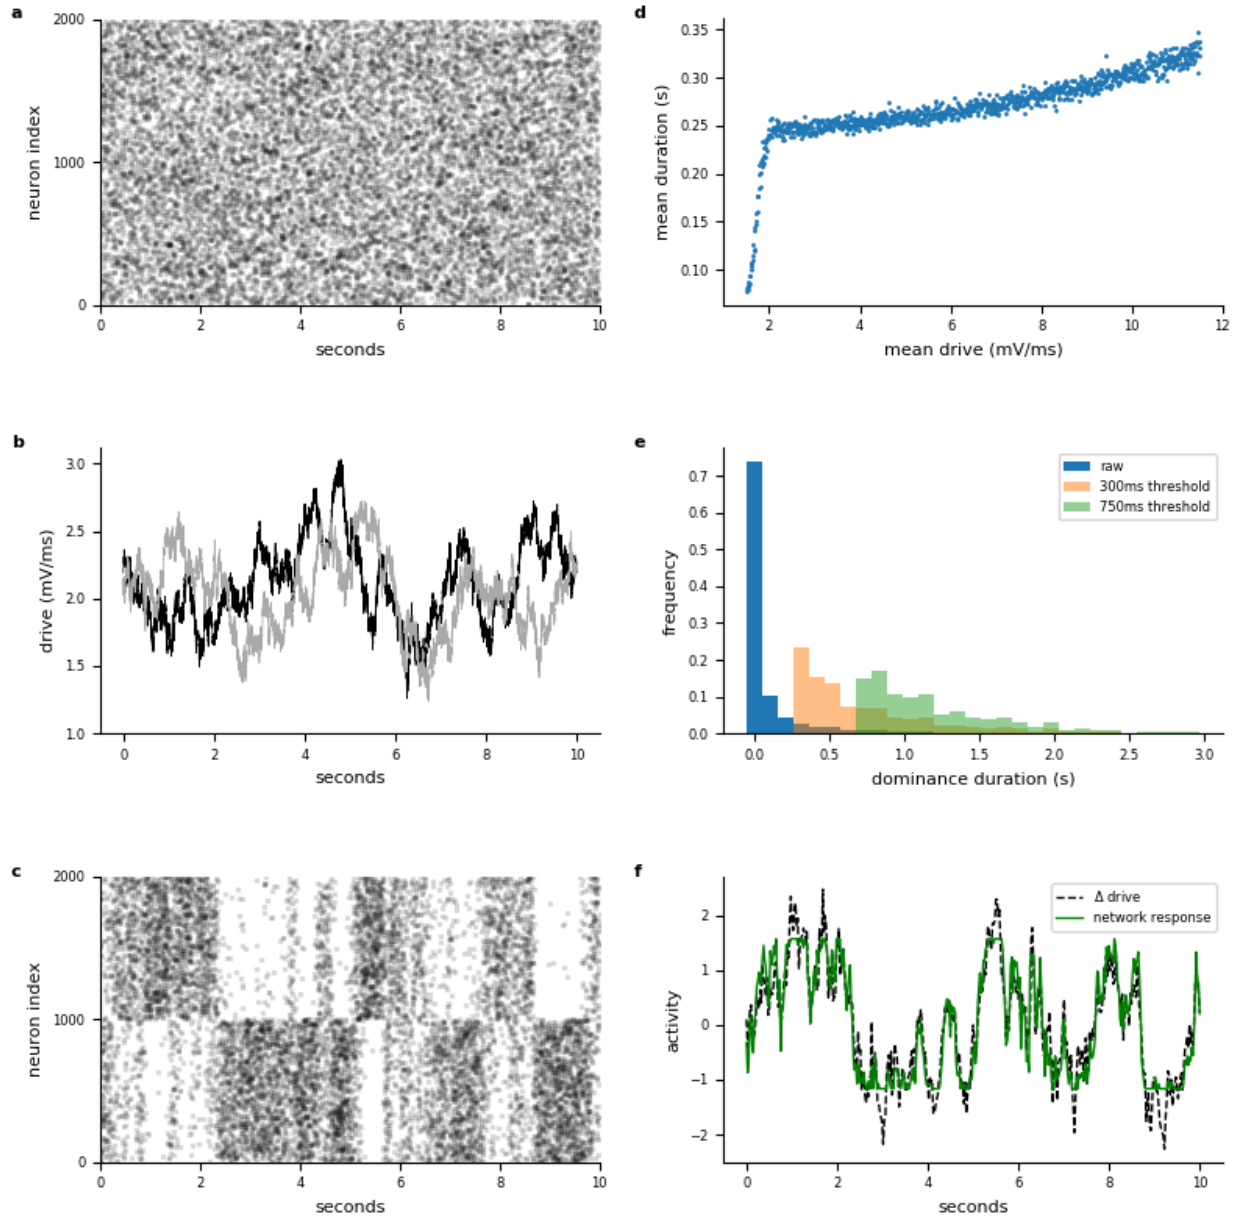 a
2000
1000
0
neuron index
0 2 4 6 8 10
seconds
b
3.0
2.5
2.0
1.5
1.0
drive (mV/ms)
0 2 4 6 8 10
seconds
c
2000
1000
0
neuron index
0 2 4 6 8 10
seconds
d
0.35
0.30
0.25
0.20
0.15
0.10
mean duration (s)
2 4 6 8 10 12
mean drive (mV/ms)
e
0.7
0.6
0.5
0.4
0.3
0.2
0.1
0.0
frequency
raw
300ms threshold
750ms threshold
0.0 0.5 1.0 1.5 2.0 2.5 3.0
dominance duration (s)
f
2
1
0
−1
−2
activity
Δ drive
network response
0 2 4 6 8 10
seconds